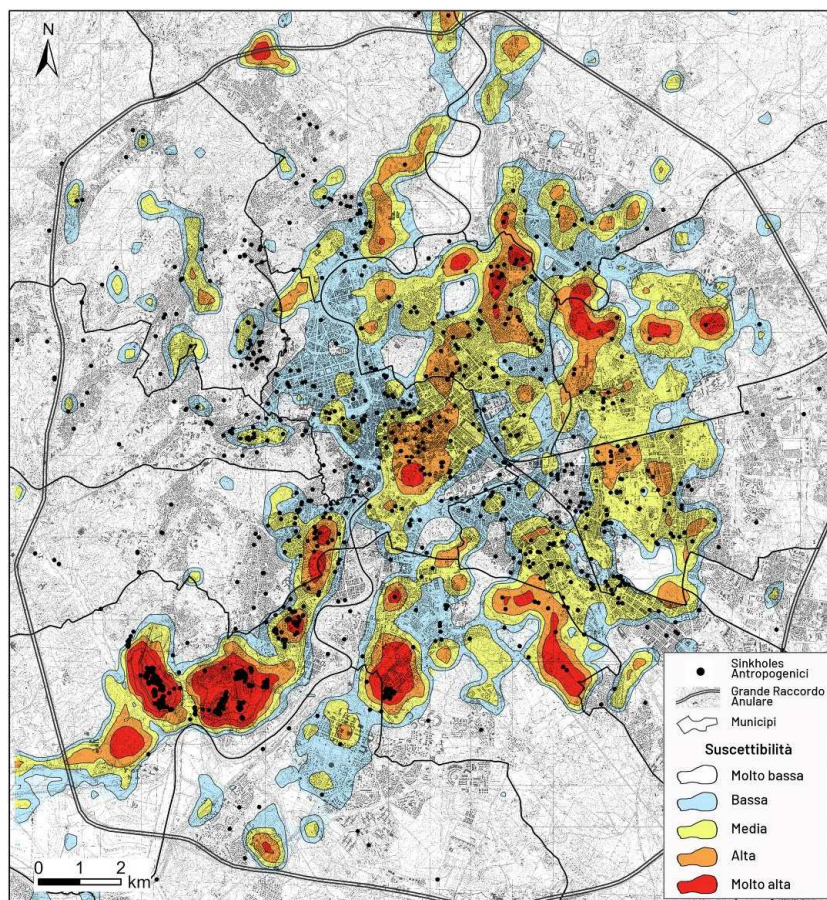 N
Sinkholes
Antropogenici
Grande Raccordo
Anulare
Municipi
Suscettibilità
Molto bassa
Bassa
Media
Alta
Molto alta
0 1 2
km